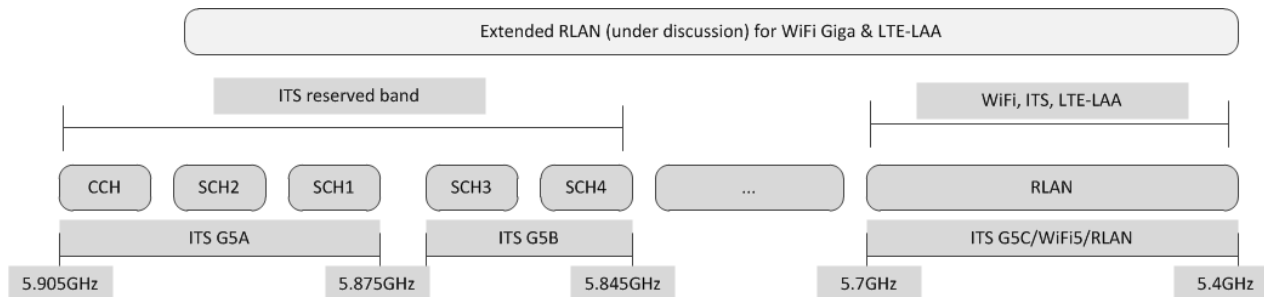 Extended RLAN (under discussion) for WiFi Giga & LTE-LAA
ITS reserved band
WiFi, ITS, LTE-LAA
CCH
SCH2
SCH1
SCH3
SCH4
...
RLAN
ITS G5A
ITS G5B
ITS G5C/WiFi5/RLAN
5.905GHz
5.875GHz
5.845GHz
5.7GHz
5.4GHz